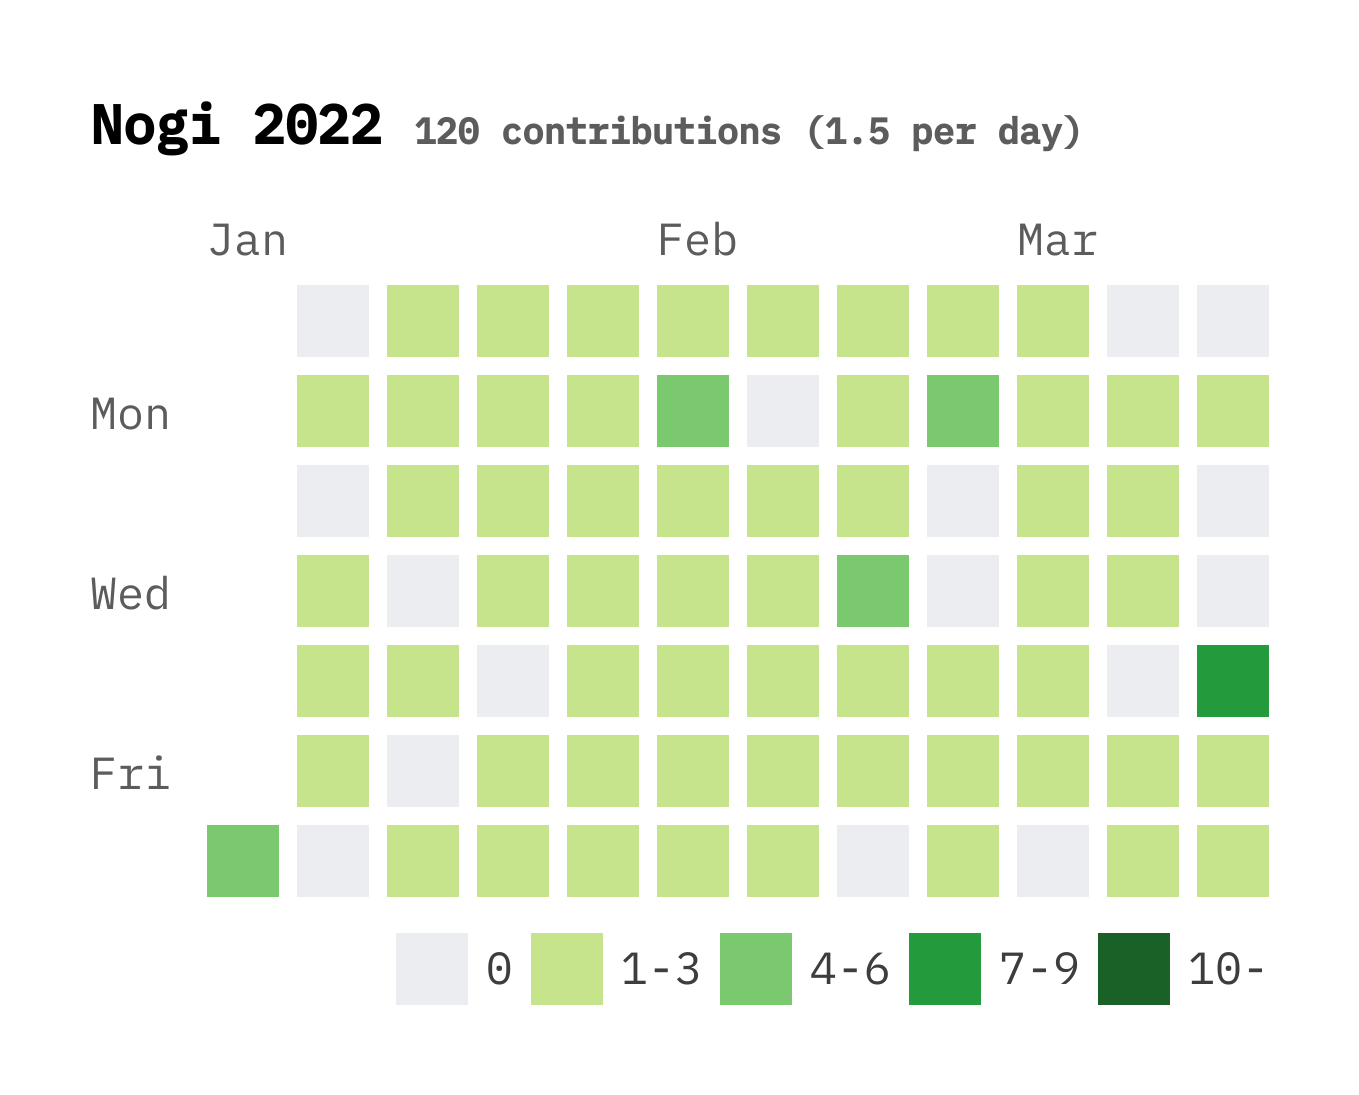 Nogi 2022 120 contributions (1.5 per day)
Jan Feb Mar
Mon
Wed
Fri
0 1-3 4-6 7-9 10-